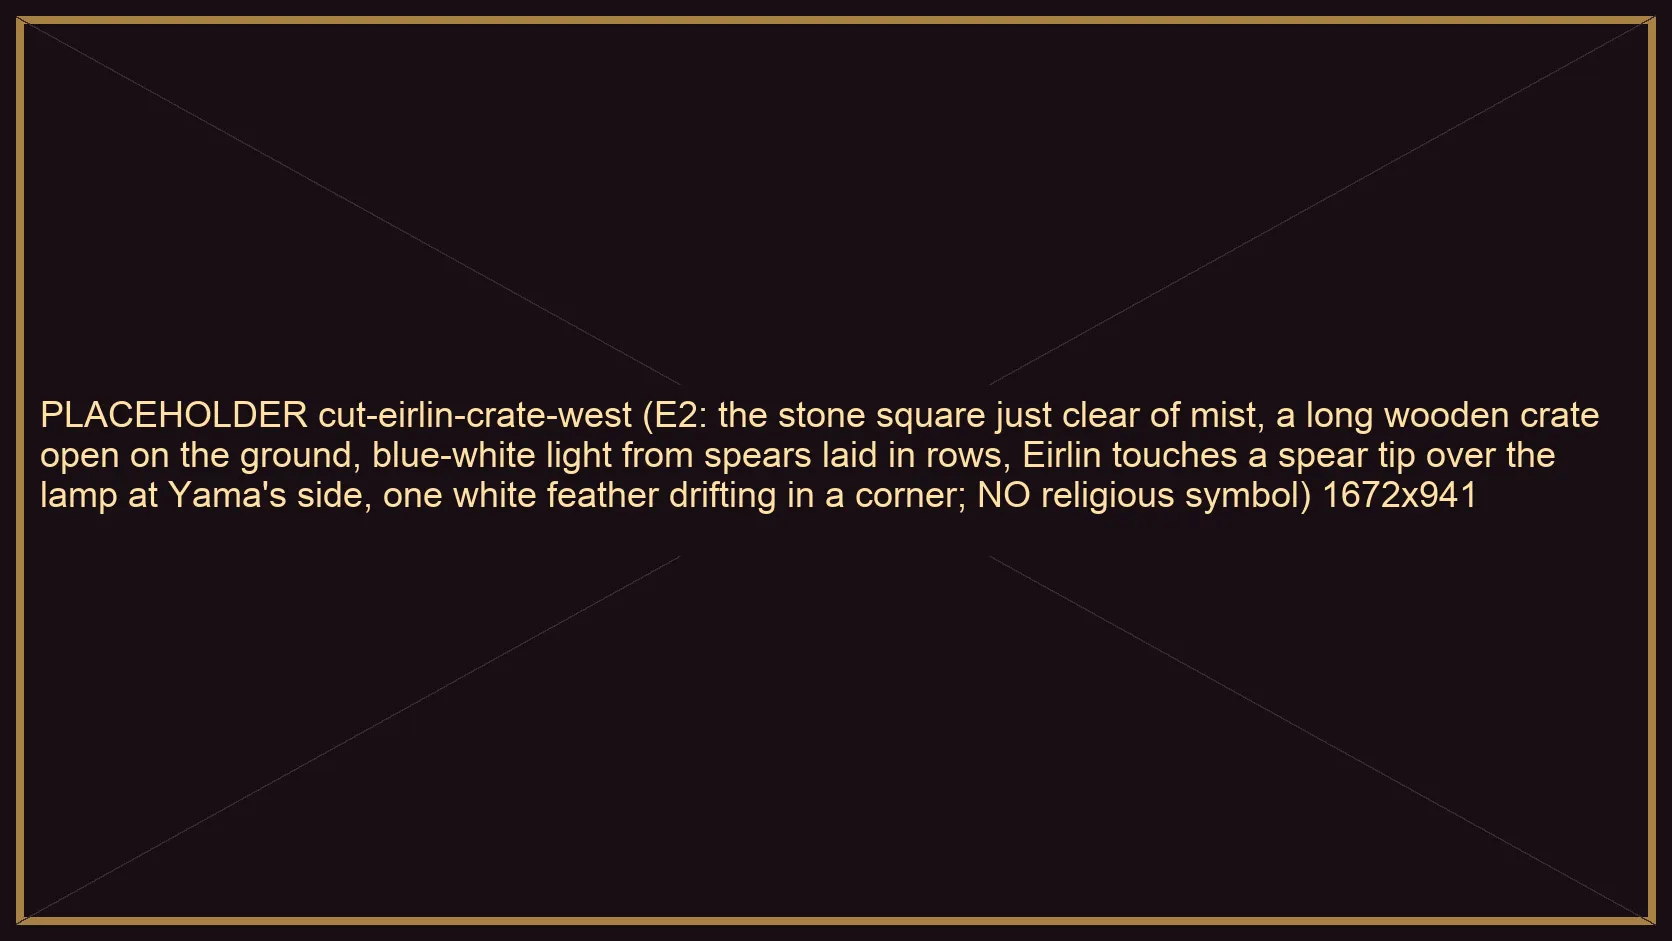 PLACEHOLDER cut-eirlin-crate-west (E2: the stone square just clear of mist, a long wooden crate
open on the ground, blue-white light from spears laid in rows, Eirlin touches a spear tip over the
lamp at Yama's side, one white feather drifting in a corner; NO religious symbol) 1672x941